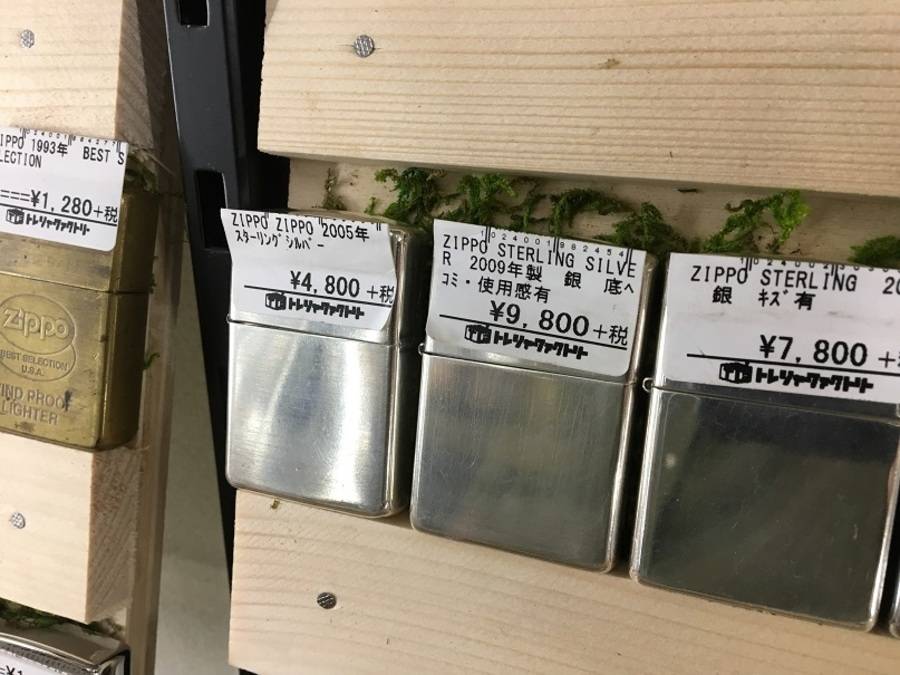 ZIPPO 1993年 BEST S
LECTION
===¥1,280+税
トレジャーファクトリー
Zippo
BEST SELECTION
U.S.A.
WIND PROOF
LIGHTER
ZIPPO ZIPPO 2005年
スターリングシルバー
¥4,800 +税
トレジャーファクトリー
024001982454
ZIPPO STERLING SILVE
R 2009年製 銀 底ヘ
コミ・使用感有
¥9,800+税
トレジャーファクトリー
ZIPPO STERLING 20
銀 キズ有
¥7,800 +税
トレジャーファクトリー